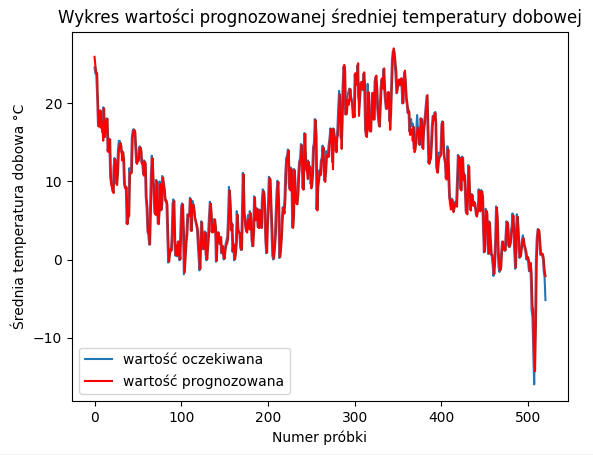 Wykres wartości prognozowanej średniej temperatury dobowej
Średnia temperatura dobowa °C
20
10
0
−10
wartość oczekiwana
wartość prognozowana
0 100 200 300 400 500
Numer próbki